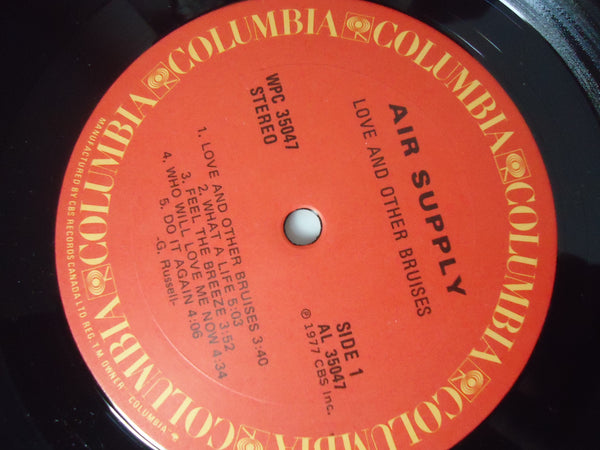 COLUMBIA COLUMBIA COLUMBIA COLUMBIA COLUMBIA COLUMBIA
AIR SUPPLY
LOVE AND OTHER BRUISES
WPC 35047
STEREO
SIDE 1
AL 35047
℗ 1977 CBS Inc.
1. LOVE AND OTHER BRUISES 3:40
2. WHAT A LIFE 5:03
3. FEEL THE BREEZE 3:52
4. WHO WILL LOVE ME NOW 4:34
5. DO IT AGAIN 4:06
-G. Russell-
MANUFACTURED BY CBS RECORDS CANADA LTD. REG. T.M. OWNER "COLUMBIA"